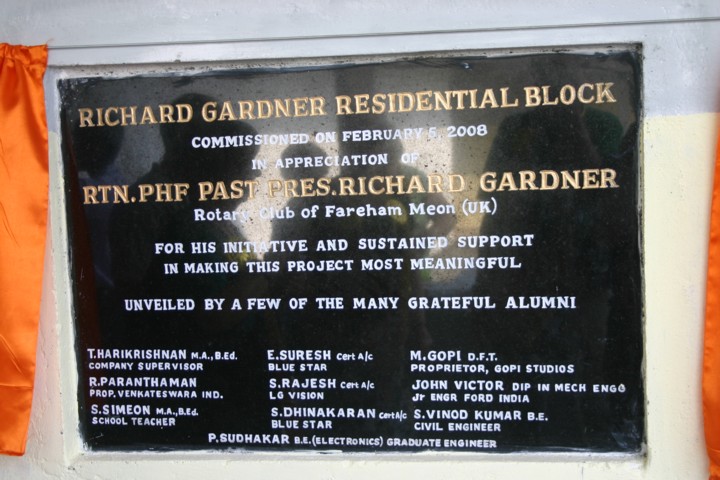 RICHARD GARDNER RESIDENTIAL BLOCK
COMMISSIONED ON FEBRUARY 5, 2008
IN APPRECIATION OF
RTN.PHF PAST PRES.RICHARD GARDNER
Rotary Club of Fareham Meon (UK)
FOR HIS INITIATIVE AND SUSTAINED SUPPORT
IN MAKING THIS PROJECT MOST MEANINGFUL
UNVEILED BY A FEW OF THE MANY GRATEFUL ALUMNI
T.HARIKRISHNAN M.A.,B.Ed.
COMPANY SUPERVISOR
R.PARANTHAMAN
PROP, VENKATESWARA IND.
S.SIMEON M.A.,B.Ed.
SCHOOL TEACHER
E.SURESH Cert A/c
BLUE STAR
S.RAJESH Cert A/c
LG VISION
S.DHINAKARAN Cert A/c
BLUE STAR
M.GOPI D.F.T.
PROPRIETOR, GOPI STUDIOS
JOHN VICTOR DIP IN MECH ENGG
Jr ENGR FORD INDIA
S.VINOD KUMAR B.E.
CIVIL ENGINEER
P.SUDHAKAR B.E.(ELECTRONICS) GRADUATE ENGINEER